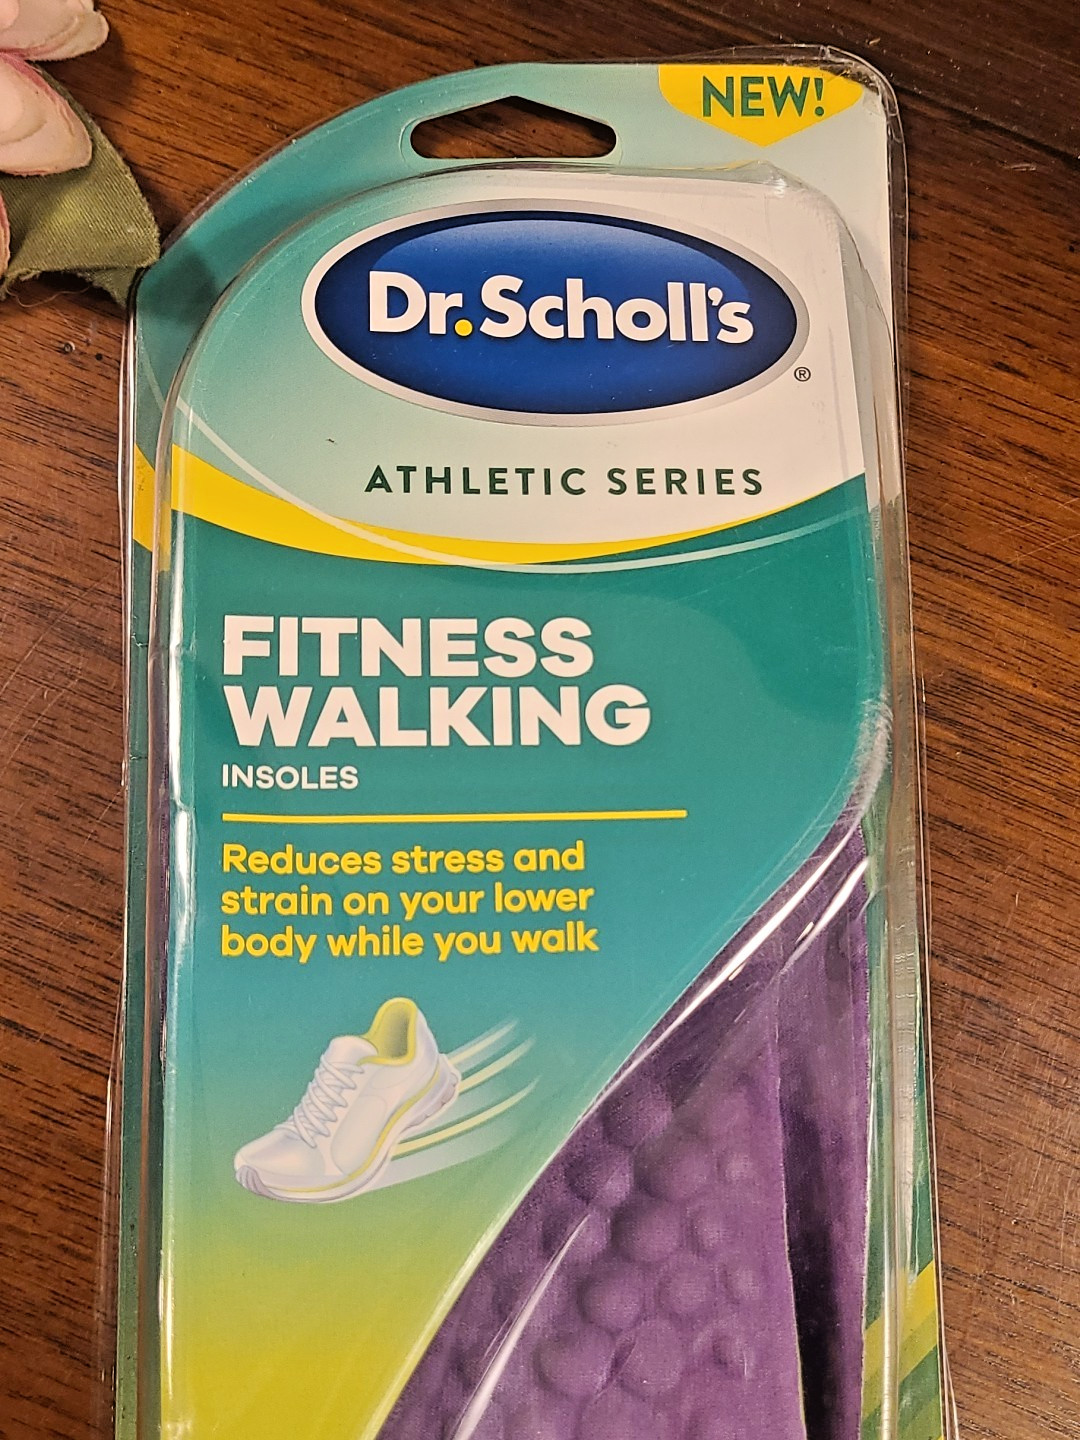 NEW!
Dr. Scholl's
®
ATHLETIC SERIES
FITNESS
WALKING
INSOLES
Reduces stress and
strain on your lower
body while you walk